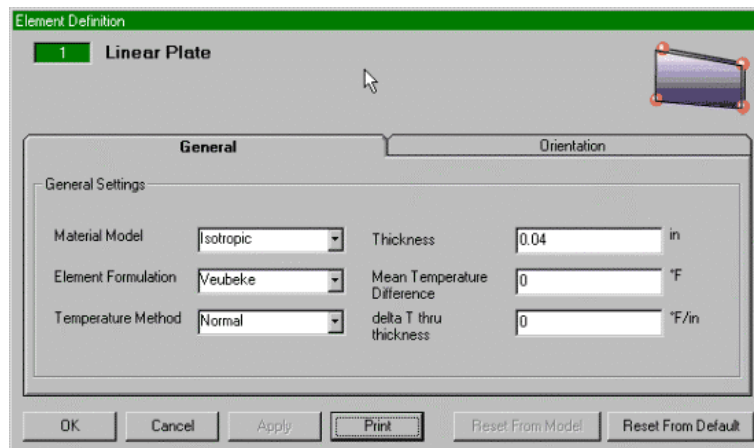 Element Definition
1 Linear Plate
General Orientation
General Settings
Material Model Isotropic Thickness 0.04 in
Element Formulation Veubeke Mean Temperature Difference 0 °F
Temperature Method Normal delta T thru thickness 0 °F/in
OK Cancel Apply Print Reset From Model Reset From Default